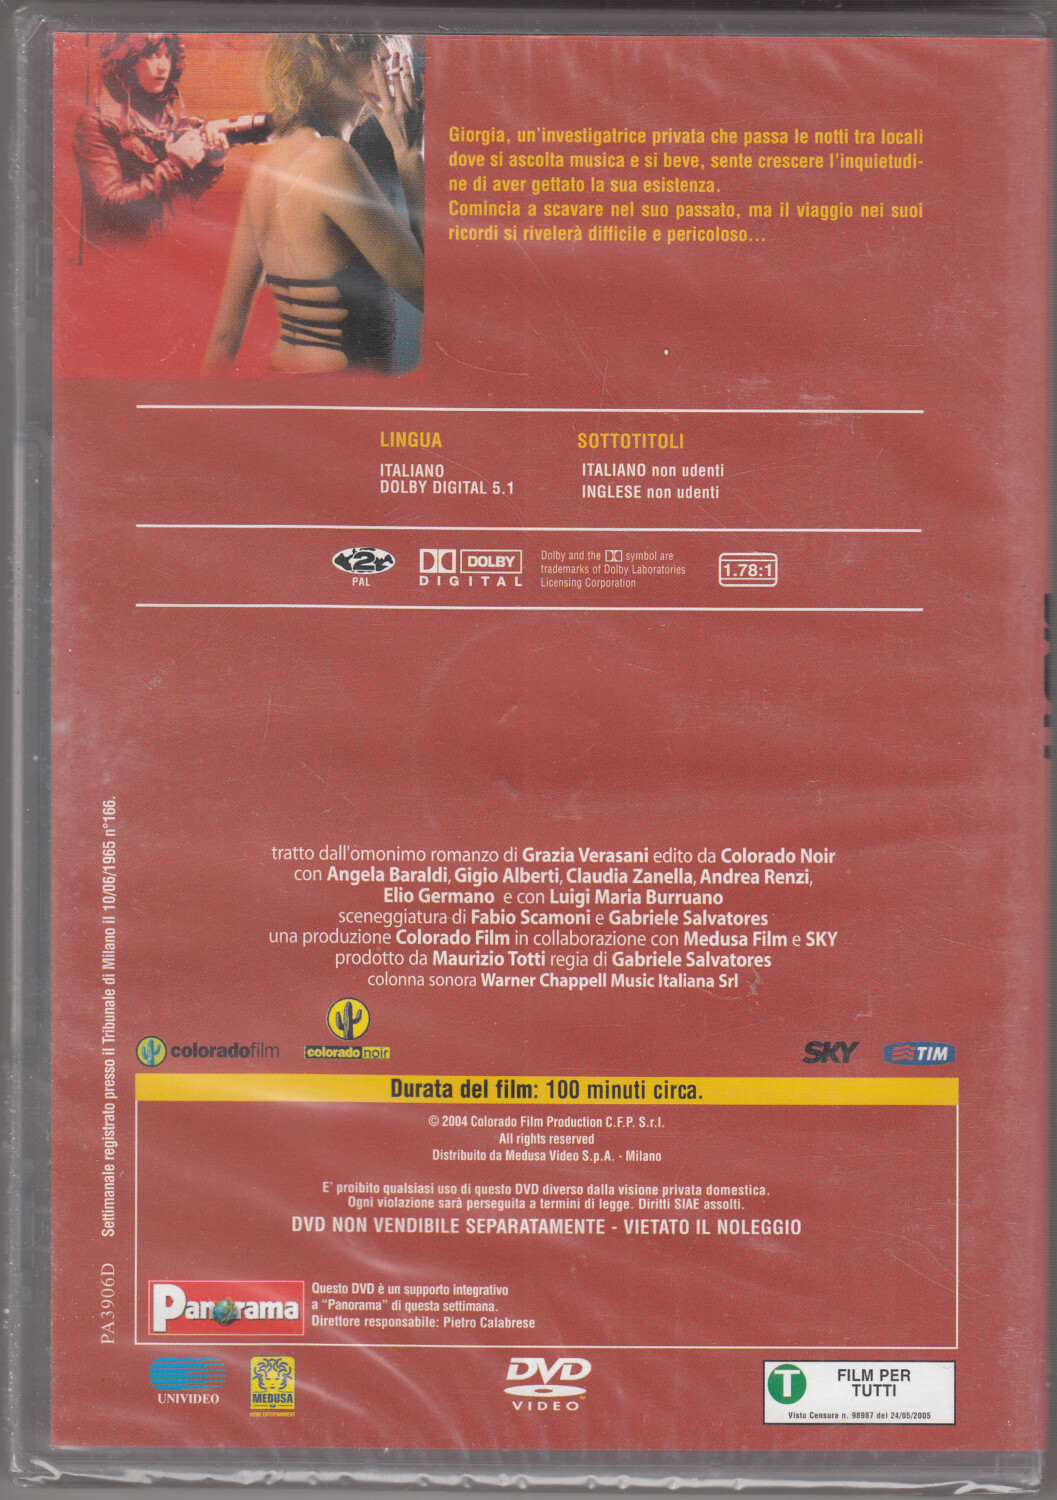 Giorgia, un'investigatrice privata che passa le notti tra locali
dove si ascolta musica e si beve, sente crescere l'inquietudi-
ne di aver gettato la sua esistenza.
Comincia a scavare nel suo passato, ma il viaggio nei suoi
ricordi si rivelerà difficile e pericoloso...
LINGUA
ITALIANO
DOLBY DIGITAL 5.1
SOTTOTITOLI
ITALIANO non udenti
INGLESE non udenti
2
PAL
DOLBY
DIGITAL
Dolby and the symbol are
trademarks of Dolby Laboratories
Licensing Corporation
1.78:1
tratto dall'omonimo romanzo di Grazia Verasani edito da Colorado Noir
con Angela Baraldi, Gigio Alberti, Claudia Zanella, Andrea Renzi,
Elio Germano e con Luigi Maria Burruano
sceneggiatura di Fabio Scamoni e Gabriele Salvatores
una produzione Colorado Film in collaborazione con Medusa Film e SKY
prodotto da Maurizio Totti regia di Gabriele Salvatores
colonna sonora Warner Chappell Music Italiana Srl
coloradofilm
colorado noir
SKY
TIM
Durata del film: 100 minuti circa.
© 2004 Colorado Film Production C.F.P. S.r.l.
All rights reserved
Distribuito da Medusa Video S.p.A. - Milano
E' proibito qualsiasi uso di questo DVD diverso dalla visione privata domestica.
Ogni violazione sarà perseguita a termini di legge. Diritti SIAE assolti.
DVD NON VENDIBILE SEPARATAMENTE - VIETATO IL NOLEGGIO
Panorama
Questo DVD è un supporto integrativo
a "Panorama" di questa settimana.
Direttore responsabile: Pietro Calabrese
UNIVIDEO
MEDUSA
HOME ENTERTAINMENT
DVD
VIDEO
T
FILM PER
TUTTI
Visto Censura n. 98987 del 24/05/2005
PA3906D
Settimanale registrato presso il Tribunale di Milano il 10/06/1965 n°166.